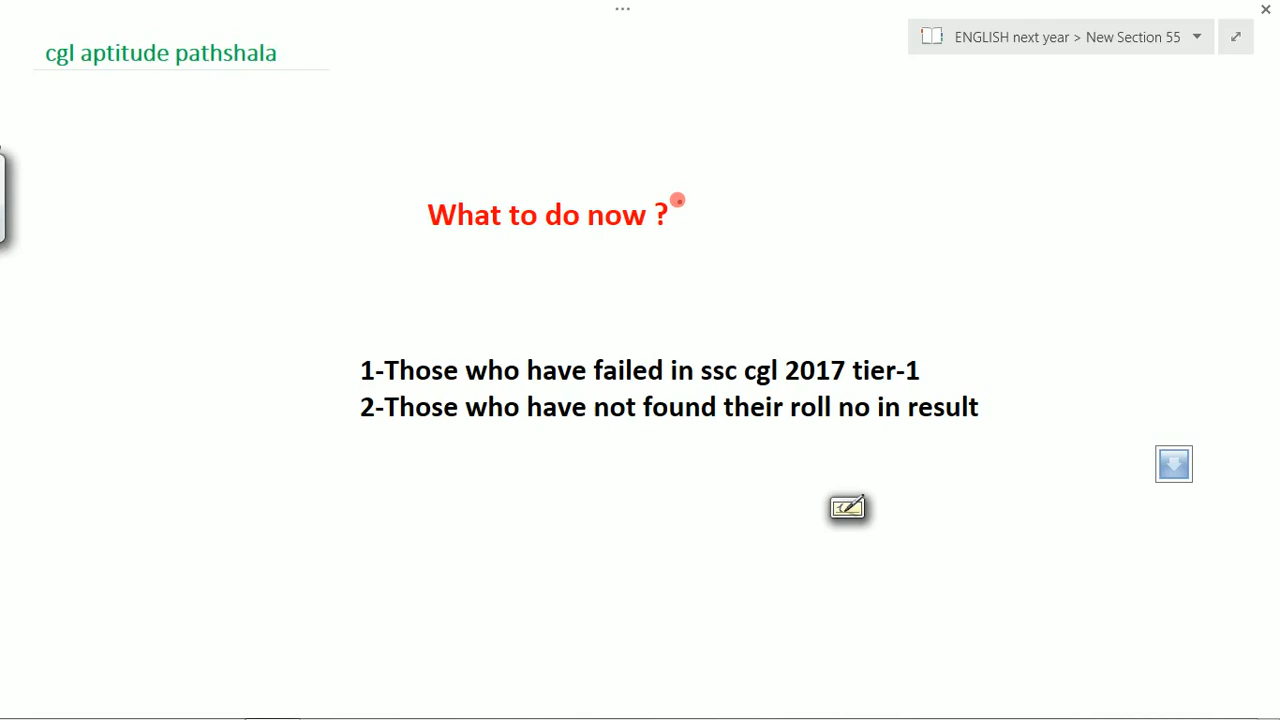 cgl aptitude pathshala
ENGLISH next year > New Section 55
What to do now ?
1-Those who have failed in ssc cgl 2017 tier-1
2-Those who have not found their roll no in result